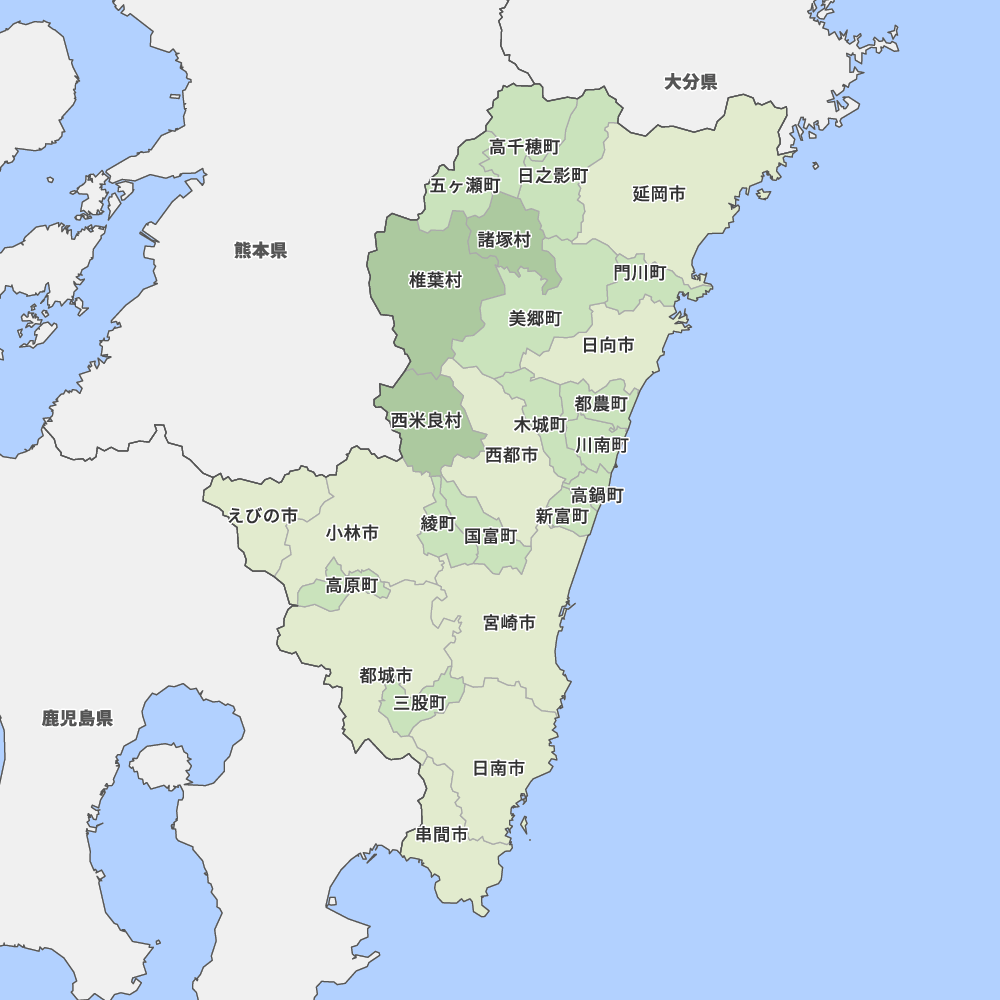 大分県
高千穂町
日之影町
五ヶ瀬町
延岡市
諸塚村
熊本県
門川町
椎葉村
美郷町
日向市
都農町
西米良村
木城町
川南町
西都市
高鍋町
えびの市
新富町
綾町
小林市
国富町
高原町
宮崎市
都城市
三股町
鹿児島県
日南市
串間市